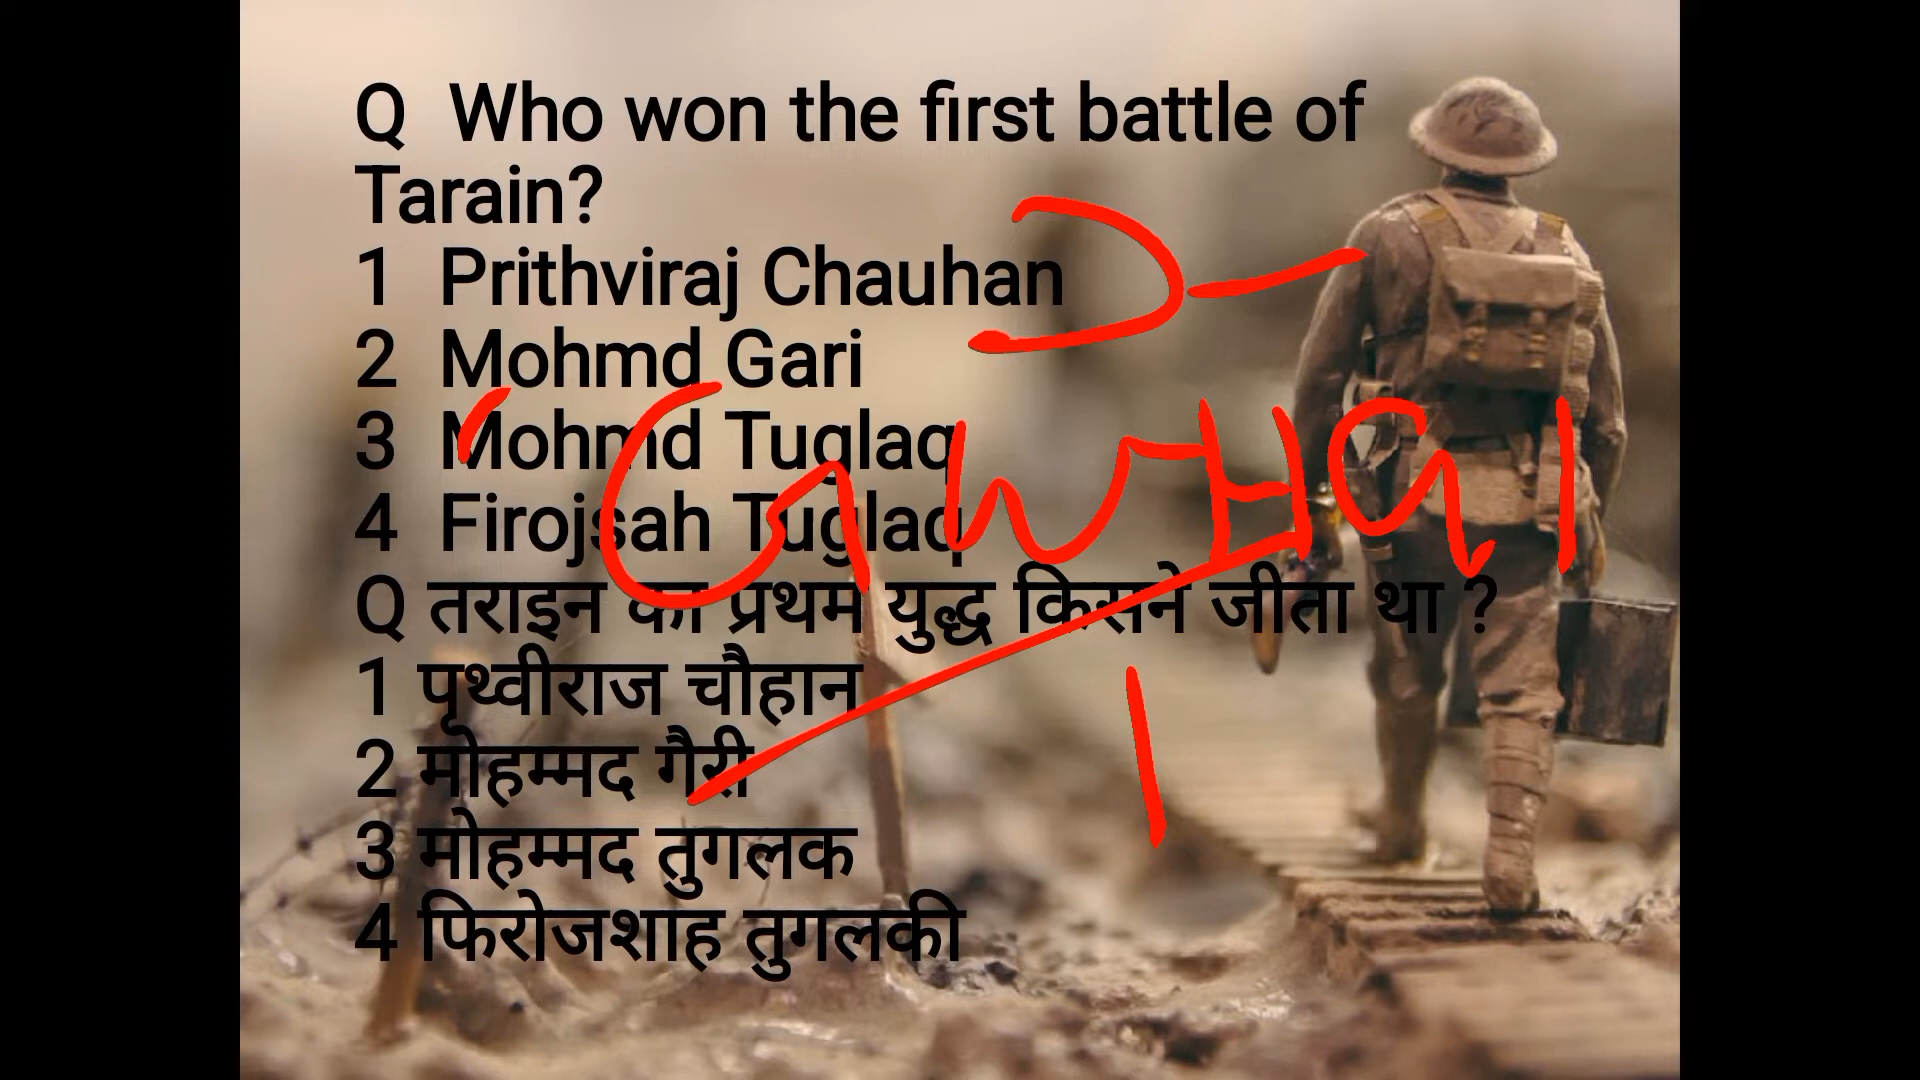 Q Who won the first battle of
Tarain?
1 Prithviraj Chauhan
2 Mohmd Gari
3 Mohmd Tuglaq
4 Firojsah Tuglaq
Q तराइन का प्रथम युद्ध किसने जीता था ?
1 पृथ्वीराज चौहान
2 मोहम्मद गैरी
3 मोहम्मद तुगलक
4 फिरोजशाह तुगलकी